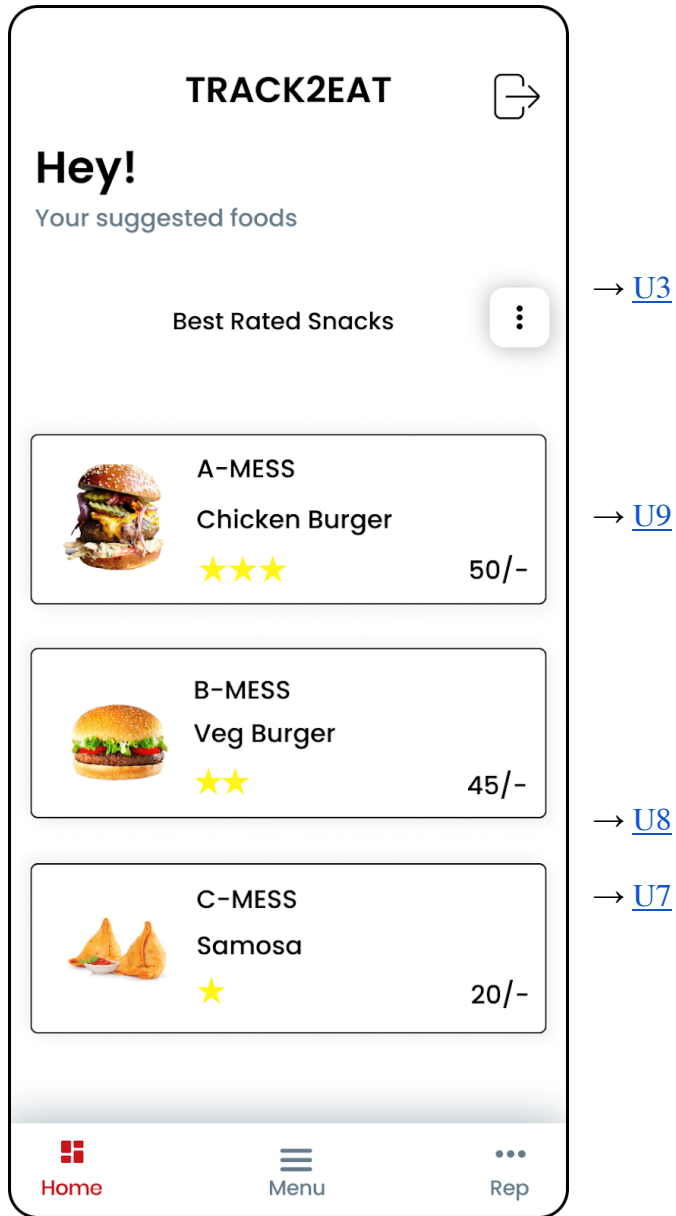 TRACK2EAT
Hey!
Your suggested foods
→ U3
Best Rated Snacks
A-MESS
Chicken Burger
→ U9
50/-
B-MESS
Veg Burger
45/-
→ U8
C-MESS
→ U7
Samosa
20/-
Home
Menu
Rep